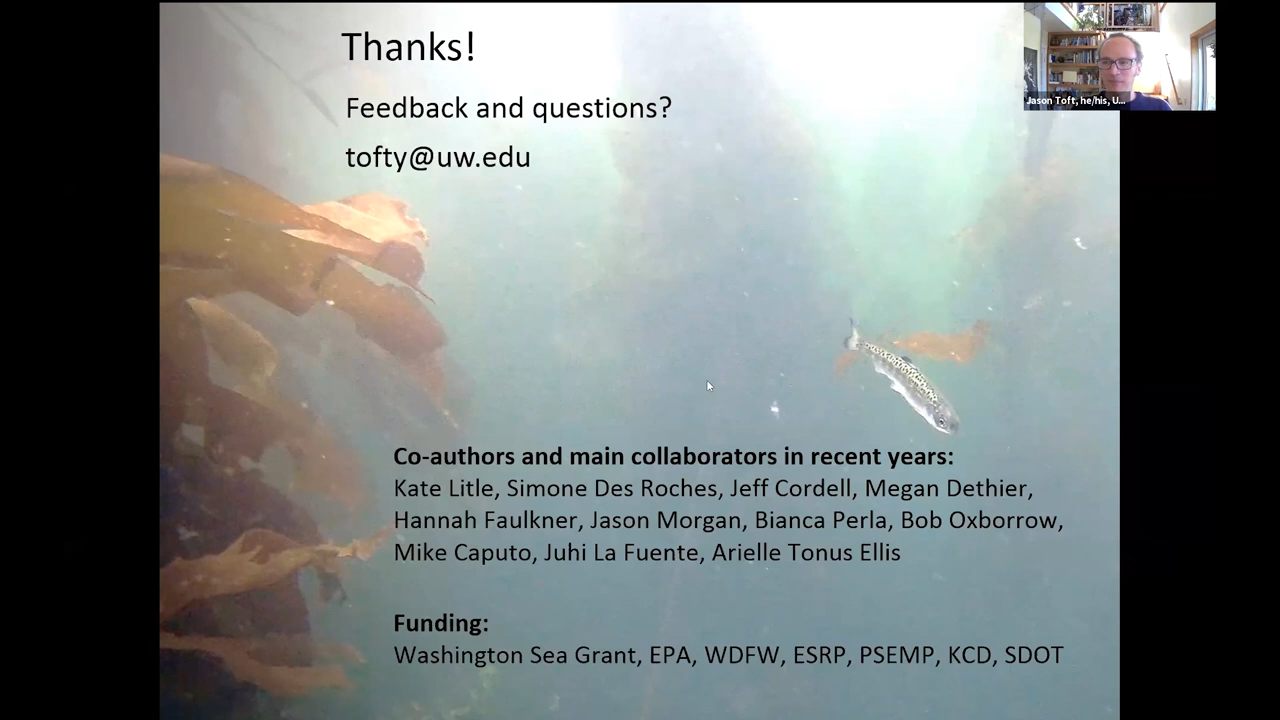 Thanks!
Feedback and questions?
tofty@uw.edu
Jason Toft, he/his, U...
Co-authors and main collaborators in recent years:
Kate Litle, Simone Des Roches, Jeff Cordell, Megan Dethier,
Hannah Faulkner, Jason Morgan, Bianca Perla, Bob Oxborrow,
Mike Caputo, Juhi La Fuente, Arielle Tonus Ellis
Funding:
Washington Sea Grant, EPA, WDFW, ESRP, PSEMP, KCD, SDOT